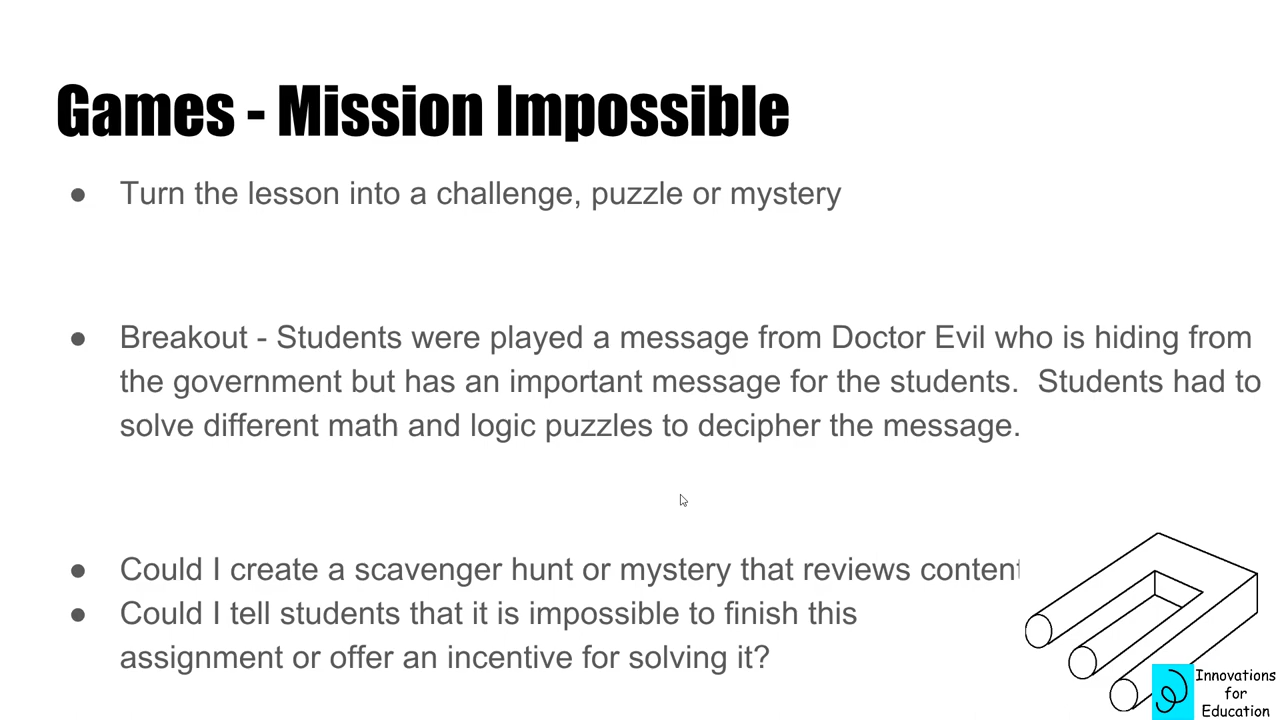 Games - Mission Impossible
● Turn the lesson into a challenge, puzzle or mystery
● Breakout - Students were played a message from Doctor Evil who is hiding from
the government but has an important message for the students.  Students had to
solve different math and logic puzzles to decipher the message.
● Could I create a scavenger hunt or mystery that reviews content
● Could I tell students that it is impossible to finish this
assignment or offer an incentive for solving it?
Innovations
for
Education